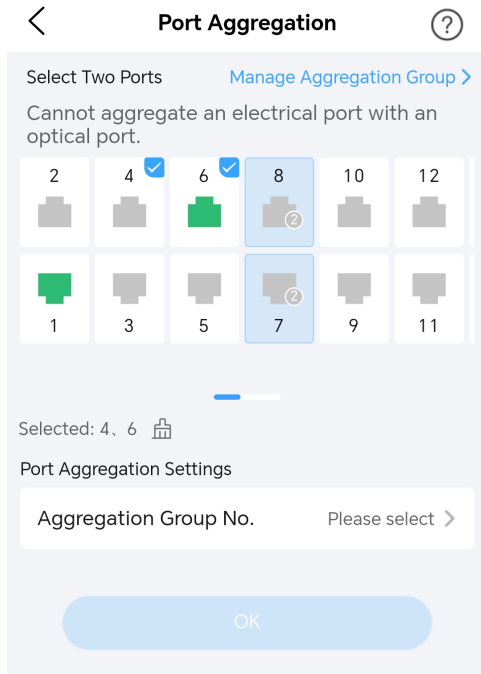 Port Aggregation
?
Select Two Ports
Manage Aggregation Group
Cannot aggregate an electrical port with an
optical port.
2 4 6 8 10 12
2
2
1 3 5 7 9 11
Selected: 4、6
Port Aggregation Settings
Aggregation Group No.
Please select
OK